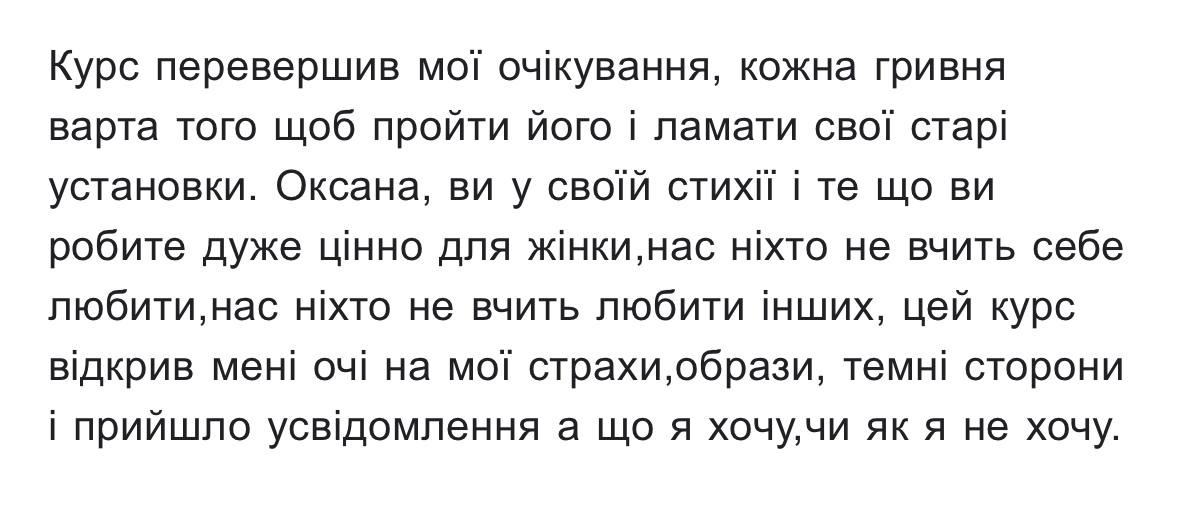 Курс перевершив мої очікування, кожна гривня
варта того щоб пройти його і ламати свої старі
установки. Оксана, ви у своїй стихії і те що ви
робите дуже цінно для жінки,нас ніхто не вчить себе
любити,нас ніхто не вчить любити інших, цей курс
відкрив мені очі на мої страхи,образи, темні сторони
і прийшло усвідомлення а що я хочу,чи як я не хочу.